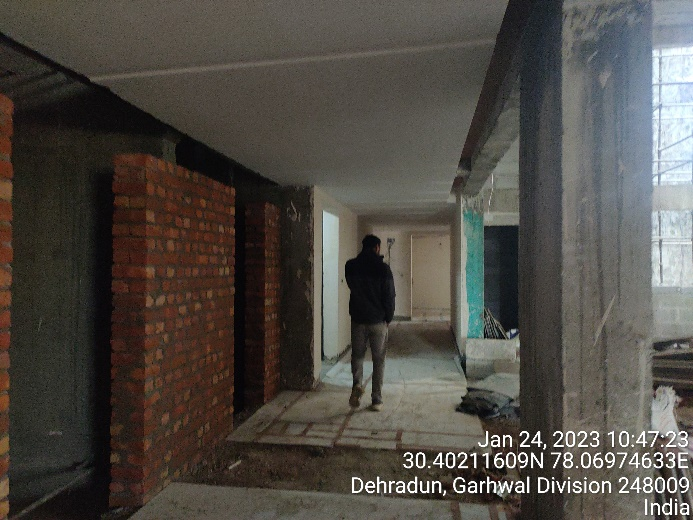 Jan 24, 2023 10:47:23
30.40211609N 78.06974633E
Dehradun, Garhwal Division 248009
India